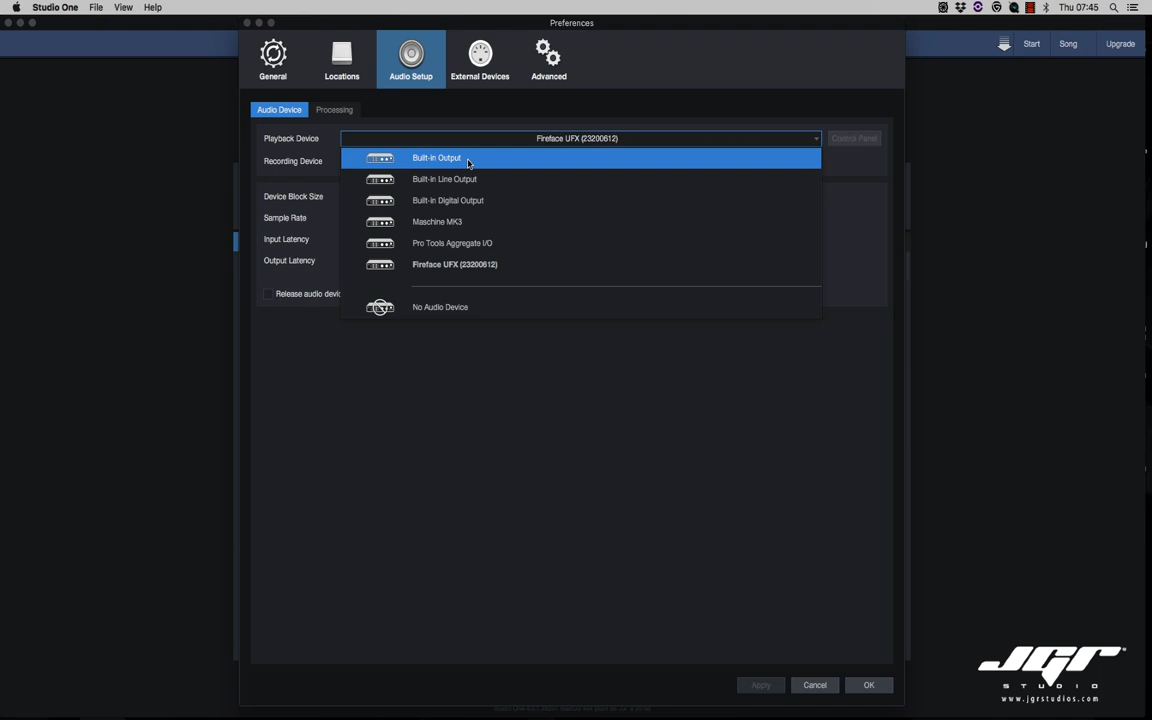 Studio One File View Help Thu 07:45
Preferences
Start Song Upgrade
General Locations Audio Setup External Devices Advanced
Audio Device Processing
Playback Device Fireface UFX (23200612) Control Panel
Built-in Output
Recording Device
Built-in Line Output
Device Block Size
Built-in Digital Output
Sample Rate
Maschine MK3
Input Latency
Pro Tools Aggregate I/O
Output Latency
Fireface UFX (23200612)
Release audio devic
No Audio Device
Apply Cancel OK
JGR
STUDIO
www.jgrstudios.com